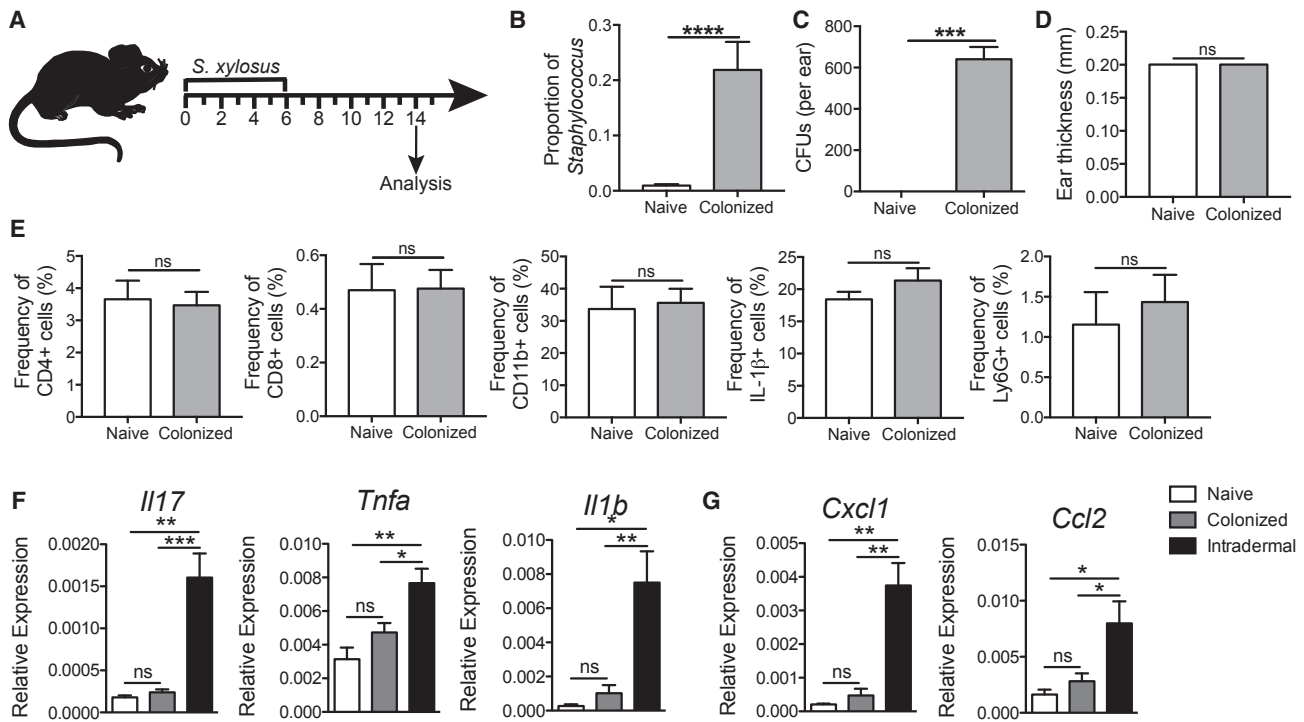 A
S. xylosus
0 2 4 6 8 10 12 14
Analysis
B
Proportion of
Staphylococcus
0.3
0.2
0.1
0.0
****
Naive Colonized
C
CFUs (per ear)
800
600
400
200
0
***
Naive Colonized
D
Ear thickness (mm)
0.25
0.20
0.15
0.10
0.05
0.00
ns
Naive Colonized
E
Frequency of
CD4+ cells (%)
5
4
3
2
1
0
ns
Naive Colonized
Frequency of
CD8+ cells (%)
0.6
0.4
0.2
0.0
ns
Naive Colonized
Frequency of
CD11b+ cells (%)
50
40
30
20
10
0
ns
Naive Colonized
Frequency of
IL-1β+ cells (%)
25
20
15
10
5
0
ns
Naive Colonized
Frequency of
Ly6G+ cells (%)
2.0
1.5
1.0
0.5
0.0
ns
Naive Colonized
F
Il17
Relative Expression
0.0020
0.0015
0.0010
0.0005
0.0000
**
***
ns
Tnfa
Relative Expression
0.010
0.008
0.006
0.004
0.002
0.000
**
*
ns
Il1b
Relative Expression
0.010
0.008
0.006
0.004
0.002
0.000
*
**
ns
G
Cxcl1
Relative Expression
0.005
0.004
0.003
0.002
0.001
0.000
**
**
ns
Ccl2
Relative Expression
0.015
0.010
0.005
0.000
*
*
ns
Naive
Colonized
Intradermal